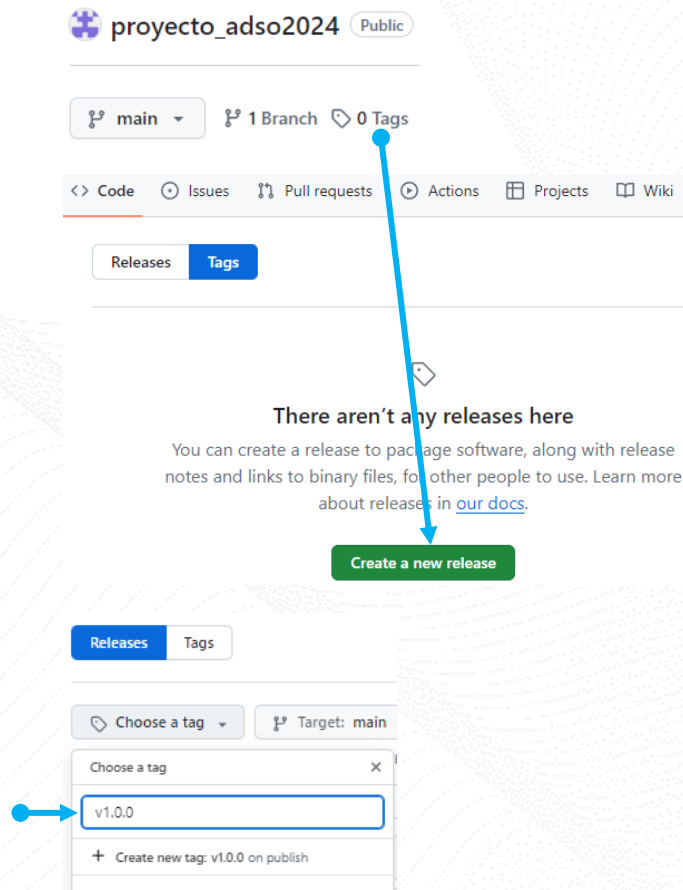 proyecto_adso2024 Public
main 1 Branch 0 Tags
Code Issues Pull requests Actions Projects Wiki
Releases Tags
There aren't any releases here
You can create a release to package software, along with release
notes and links to binary files, for other people to use. Learn more
about releases in our docs.
Create a new release
Releases Tags
Choose a tag Target: main
Choose a tag
v1.0.0
Create new tag: v1.0.0 on publish